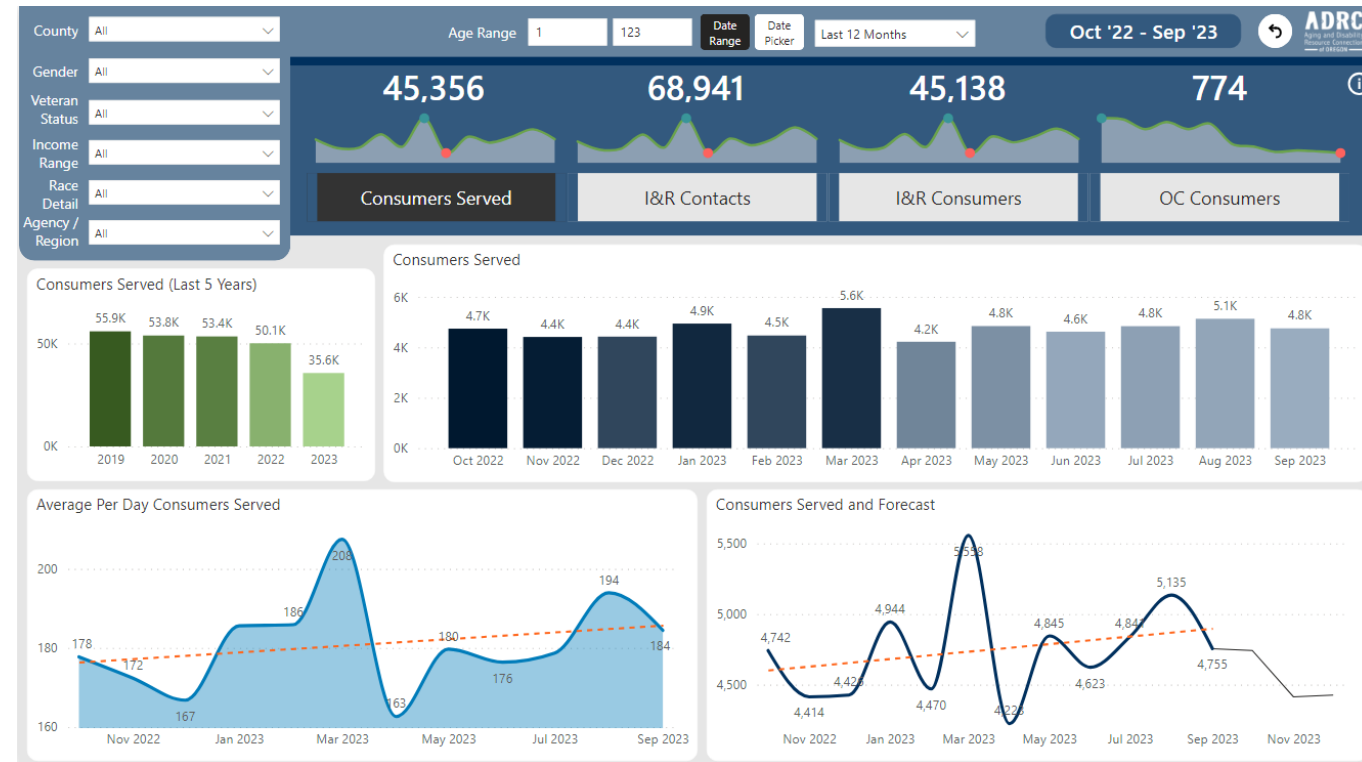 County All
Gender All
Veteran Status All
Income Range All
Race Detail All
Agency / Region All
Age Range 1 123
Date Range
Date Picker
Last 12 Months
Oct '22 - Sep '23
ADRC
Aging and Disability
Resource Connection
of OREGON
45,356
68,941
45,138
774
Consumers Served
I&R Contacts
I&R Consumers
OC Consumers
Consumers Served (Last 5 Years)
50K
0K
55.9K
53.8K
53.4K
50.1K
35.6K
2019 2020 2021 2022 2023
Consumers Served
6K
4K
2K
0K
4.7K
4.4K
4.4K
4.9K
4.5K
5.6K
4.2K
4.8K
4.6K
4.8K
5.1K
4.8K
Oct 2022 Nov 2022 Dec 2022 Jan 2023 Feb 2023 Mar 2023 Apr 2023 May 2023 Jun 2023 Jul 2023 Aug 2023 Sep 2023
Average Per Day Consumers Served
200
180
160
178
172
167
186
208
163
180
176
194
184
Nov 2022 Jan 2023 Mar 2023 May 2023 Jul 2023 Sep 2023
Consumers Served and Forecast
5,500
5,000
4,500
4,742
4,414
4,944
4,470
5,558
4,845
4,623
5,135
4,755
Nov 2022 Jan 2023 Mar 2023 May 2023 Jul 2023 Sep 2023 Nov 2023